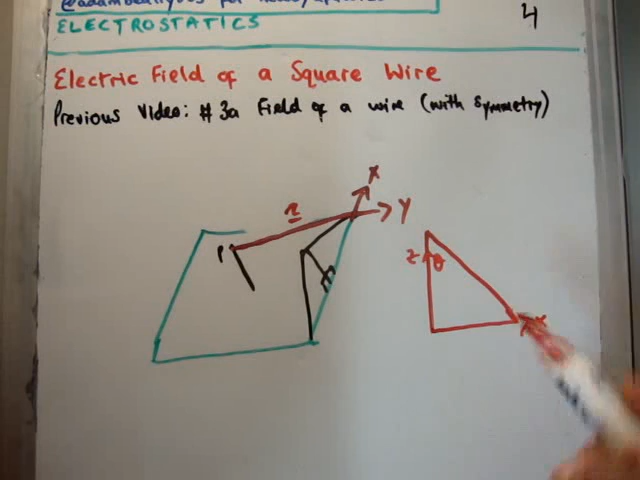 ELECTROSTATICS
4
Electric Field of a Square Wire
Previous Video: # 3a Field of a wire (with symmetry)
X
r
Y
P
z
θ